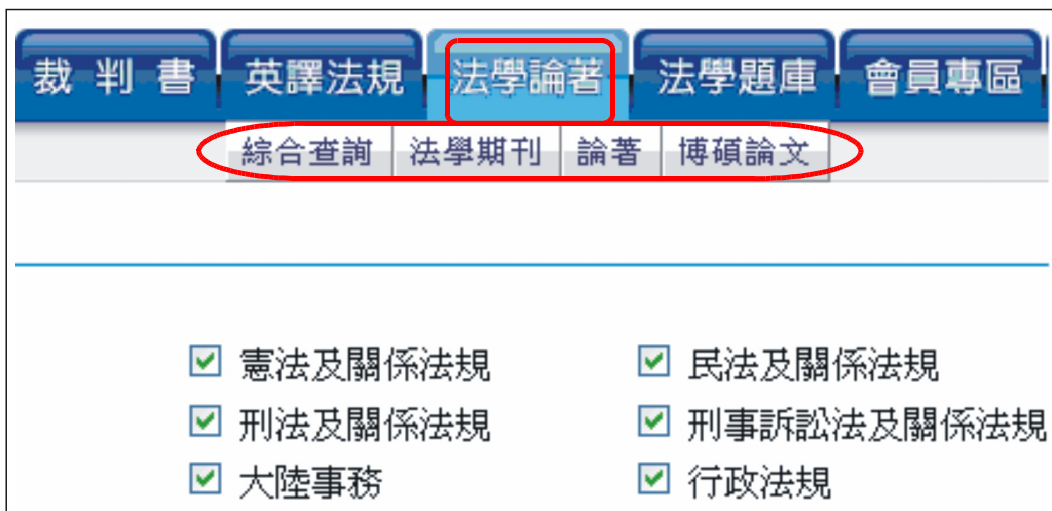 裁 判 書 英譯法規 法學論著 法學題庫 會員專區
綜合查詢 法學期刊 論著 博碩論文
憲法及關係法規 民法及關係法規
刑法及關係法規 刑事訴訟法及關係法規
大陸事務 行政法規